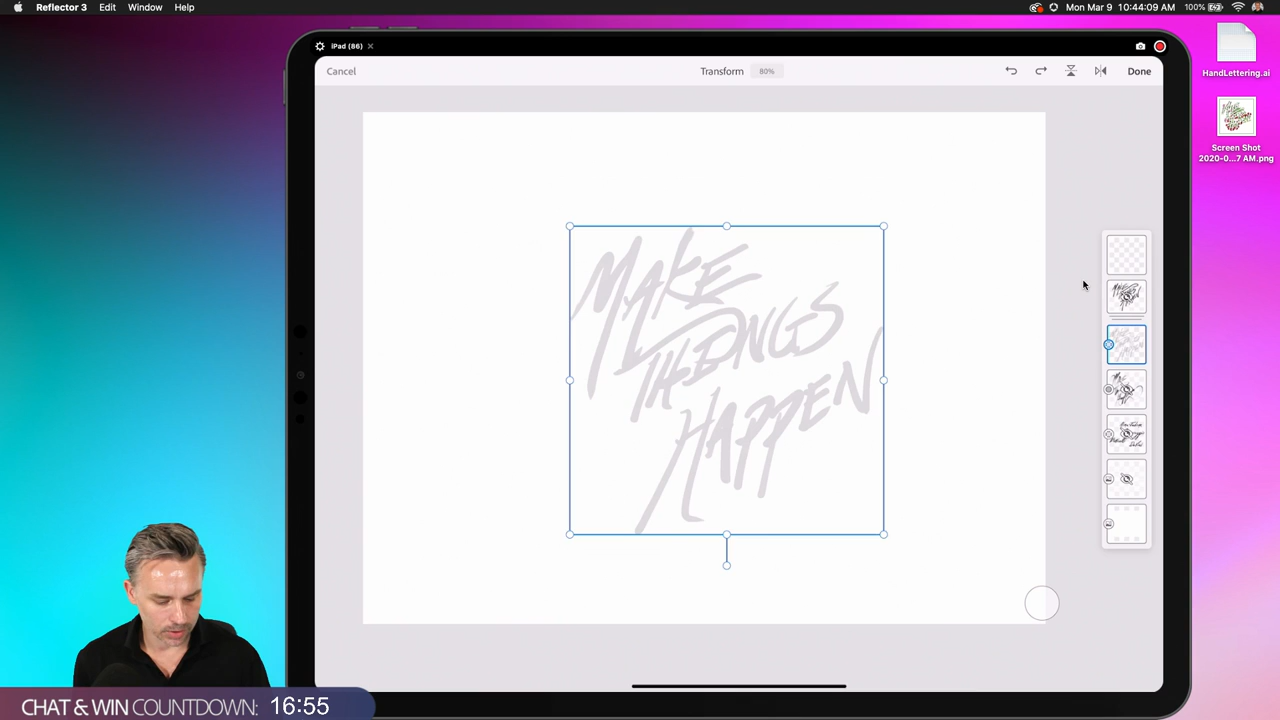 Reflector 3 Edit Window Help Mon Mar 9 10:44:09 AM 100%
iPad (86)
Cancel Transform 80% Done
MAKE
THINGS
HAPPEN
HandLettering.ai
Screen Shot
2020-0...7 AM.png
CHAT & WIN COUNTDOWN: 16:55